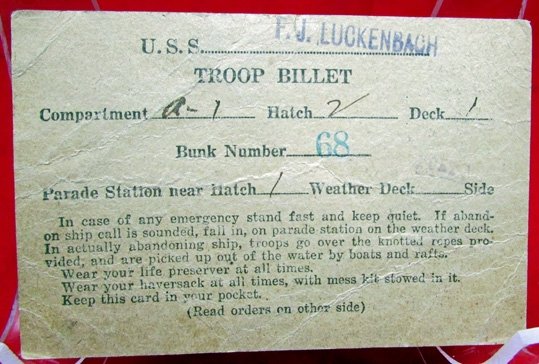 U. S. S. F. J. LUCKENBACH
TROOP BILLET
Compartment a-1 Hatch 2 Deck 1
Bunk Number 68
Parade Station near Hatch 1 Weather Deck Side
In case of any emergency stand fast and keep quiet. If aband-
on ship call is sounded, fall in, on parade station on the weather deck.
In actually abandoning ship, troops go over the knotted ropes pro-
vided, and are picked up out of the water by boats and rafts.
Wear your life preserver at all times.
Wear your haversack at all times, with mess kit stowed in it.
Keep this card in your pocket.
(Read orders on other side)